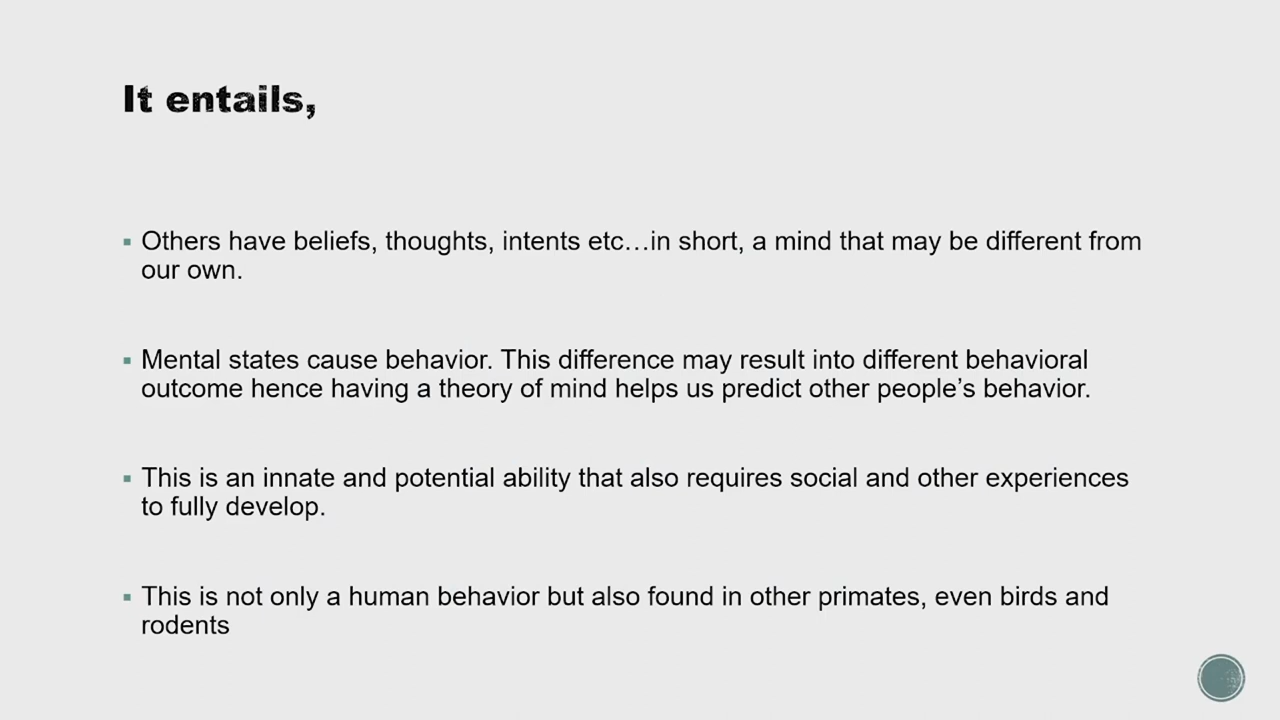 It entails,
▪ Others have beliefs, thoughts, intents etc…in short, a mind that may be different from
our own.
▪ Mental states cause behavior. This difference may result into different behavioral
outcome hence having a theory of mind helps us predict other people’s behavior.
▪ This is an innate and potential ability that also requires social and other experiences
to fully develop.
▪ This is not only a human behavior but also found in other primates, even birds and
rodents